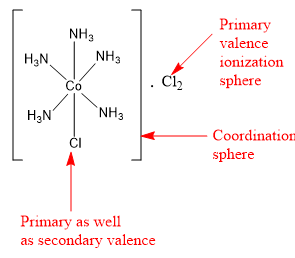 Primary
valence
ionization
sphere
NH3
H3N NH3
Co . Cl2
H3N NH3
Cl
Coordination
sphere
Primary as well
as secondary valence